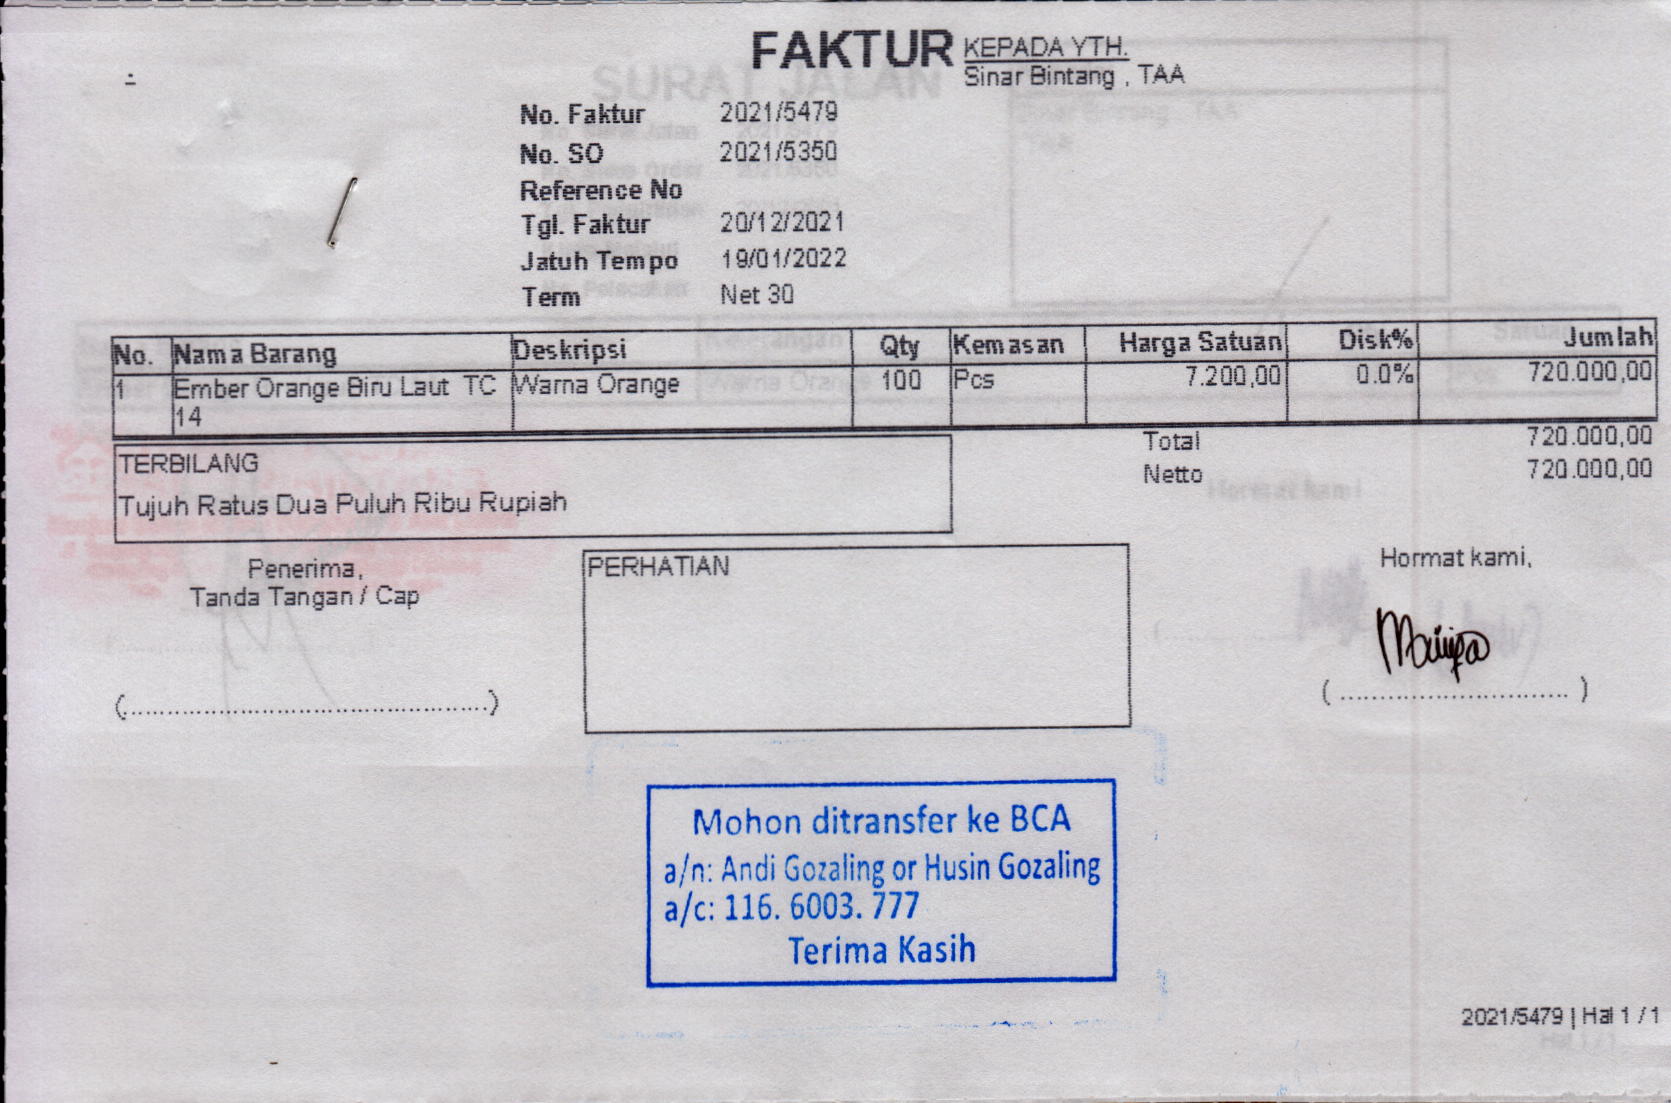 FAKTUR
KEPADA YTH.
Sinar Bintang , TAA
No. Faktur 2021/5479
No. SO 2021/5350
Reference No
Tgl. Faktur 20/12/2021
Jatuh Tempo 19/01/2022
Term Net 30
No. Nama Barang Deskripsi Qty Kemasan Harga Satuan Disk% Jumlah
1 Ember Orange Biru Laut TC Warna Orange 100 Pcs 7.200,00 0.0% 720.000,00
14
Total 720.000,00
Netto 720.000,00
TERBILANG
Tujuh Ratus Dua Puluh Ribu Rupiah
Penerima,
Tanda Tangan / Cap
(................................................)
PERHATIAN
Hormat kami,
( ............................ )
Mohon ditransfer ke BCA
a/n: Andi Gozaling or Husin Gozaling
a/c: 116. 6003. 777
Terima Kasih
2021/5479 | Hal 1 / 1